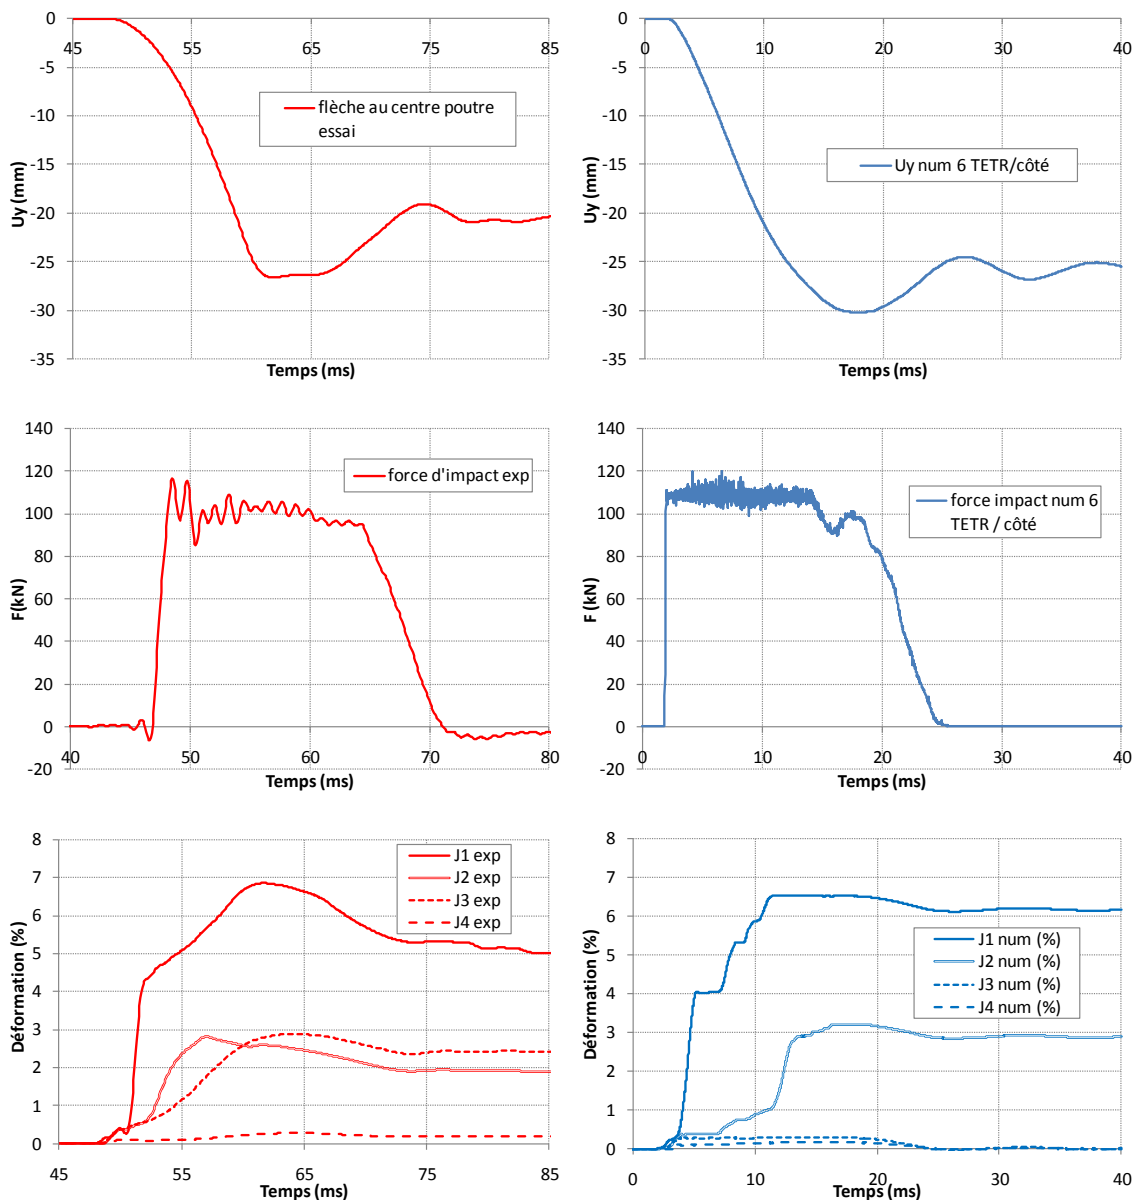 0
-5
-10
-15
-20
-25
-30
-35
45 55 65 75 85
Uy (mm)
Temps (ms)
flèche au centre poutre
essai
0
-5
-10
-15
-20
-25
-30
-35
0 10 20 30 40
Uy (mm)
Temps (ms)
Uy num 6 TETR/côté
140
120
100
80
60
40
20
0
-20
40 50 60 70 80
F(kN)
Temps (ms)
force d'impact exp
140
120
100
80
60
40
20
0
-20
0 10 20 30 40
F (kN)
Temps (ms)
force impact num 6
TETR / côté
8
7
6
5
4
3
2
1
0
45 55 65 75 85
Déformation (%)
Temps (ms)
J1 exp
J2 exp
J3 exp
J4 exp
8
7
6
5
4
3
2
1
0
0 10 20 30 40
Déformation (%)
Temps (ms)
J1 num (%)
J2 num (%)
J3 num (%)
J4 num (%)